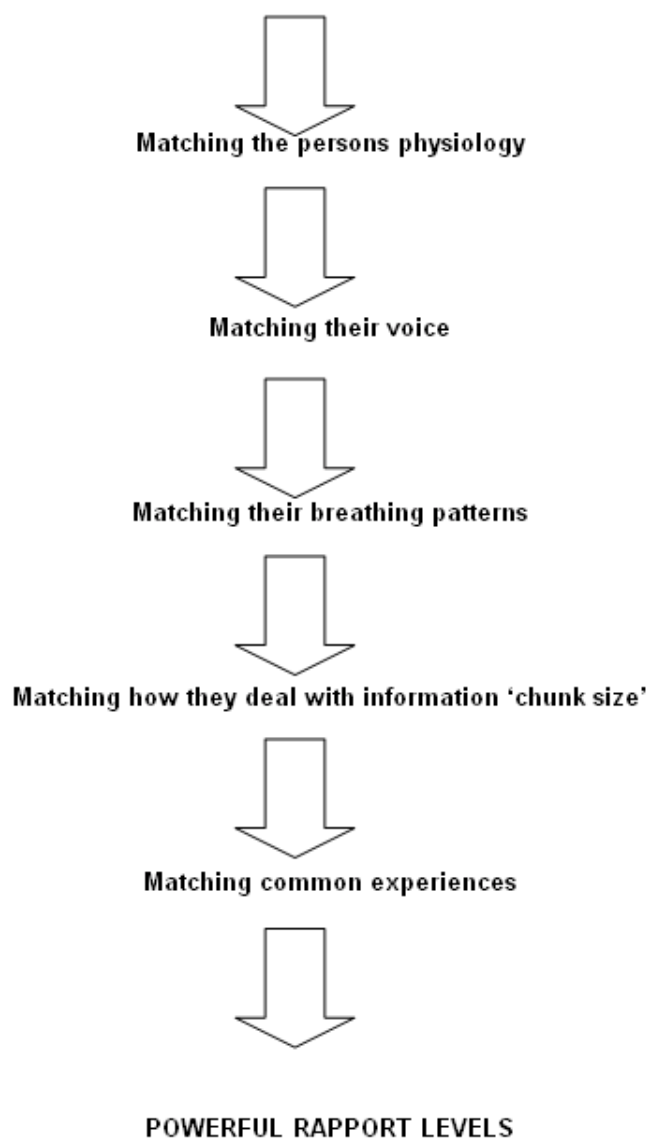 Matching the persons physiology
Matching their voice
Matching their breathing patterns
Matching how they deal with information ‘chunk size’
Matching common experiences
POWERFUL RAPPORT LEVELS